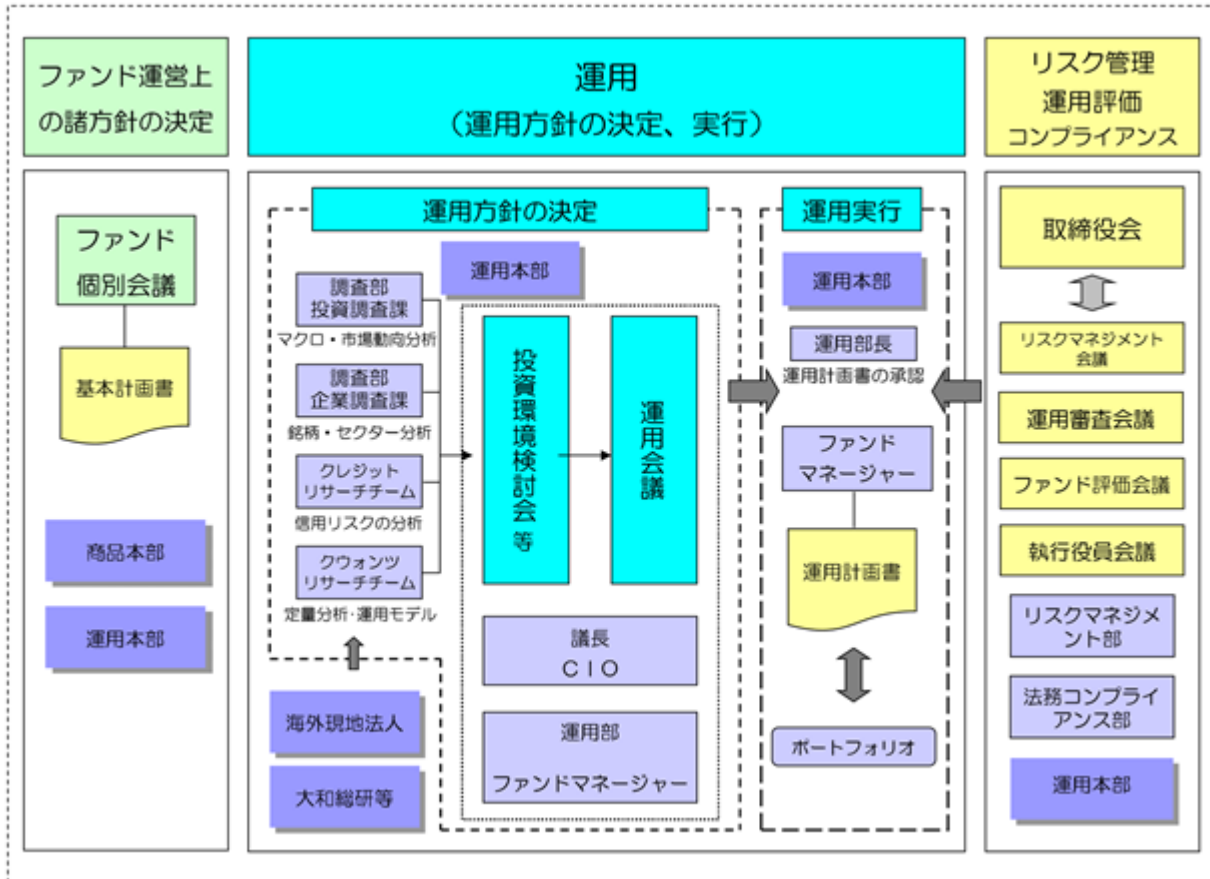 ファンド運営上
の諸方針の決定
運用
（運用方針の決定、実行）
リスク管理
運用評価
コンプライアンス
ファンド
個別会議
基本計画書
商品本部
運用本部
運用方針の決定
運用本部
調査部
投資調査課
マクロ・市場動向分析
調査部
企業調査課
銘柄・セクター分析
クレジット
リサーチチーム
信用リスクの分析
クウォンツ
リサーチチーム
定量分析・運用モデル
海外現地法人
大和総研等
投資環境検討会等
運用会議
議長
CIO
運用部
ファンドマネージャー
運用実行
運用本部
運用部長
運用計画書の承認
ファンド
マネージャー
運用計画書
ポートフォリオ
取締役会
リスクマネジメント
会議
運用審査会議
ファンド評価会議
執行役員会議
リスクマネジメ
ント部
法務コンプライ
アンス部
運用本部